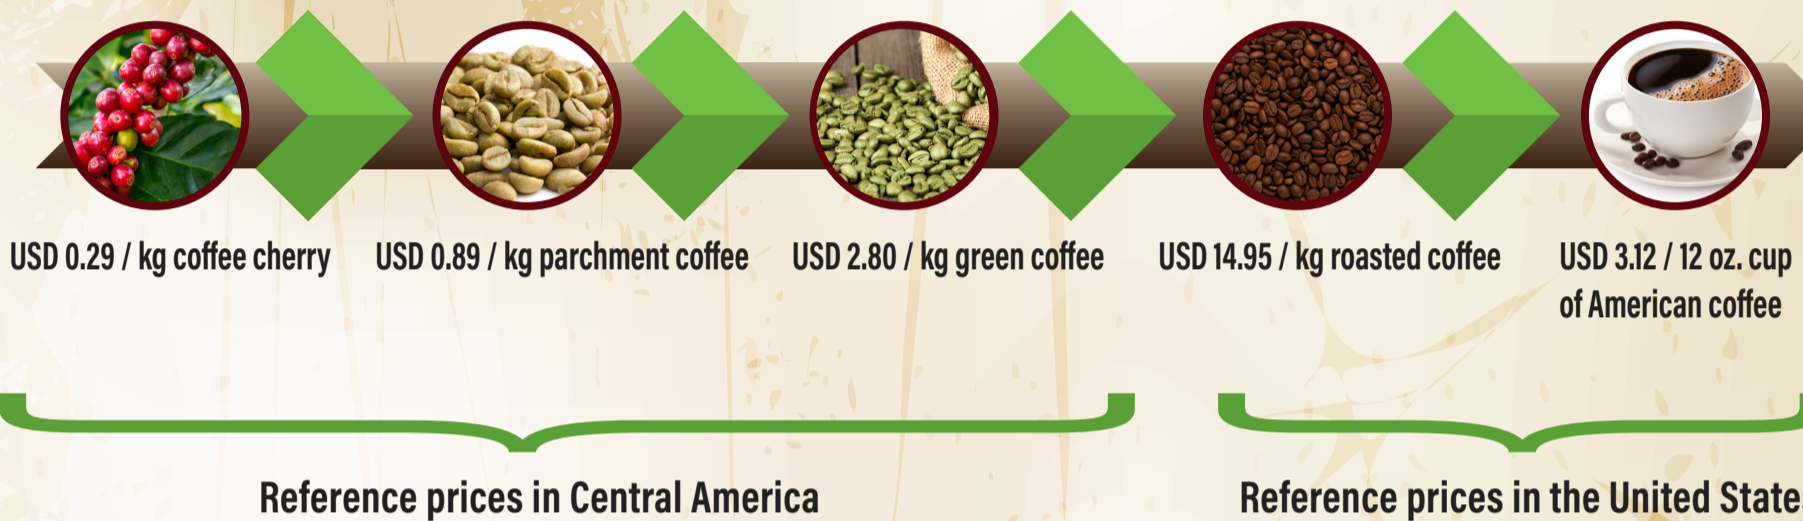 USD 0.29 / kg coffee cherry
USD 0.89 / kg parchment coffee
USD 2.80 / kg green coffee
USD 14.95 / kg roasted coffee
USD 3.12 / 12 oz. cup
of American coffee
Reference prices in Central America
Reference prices in the United State